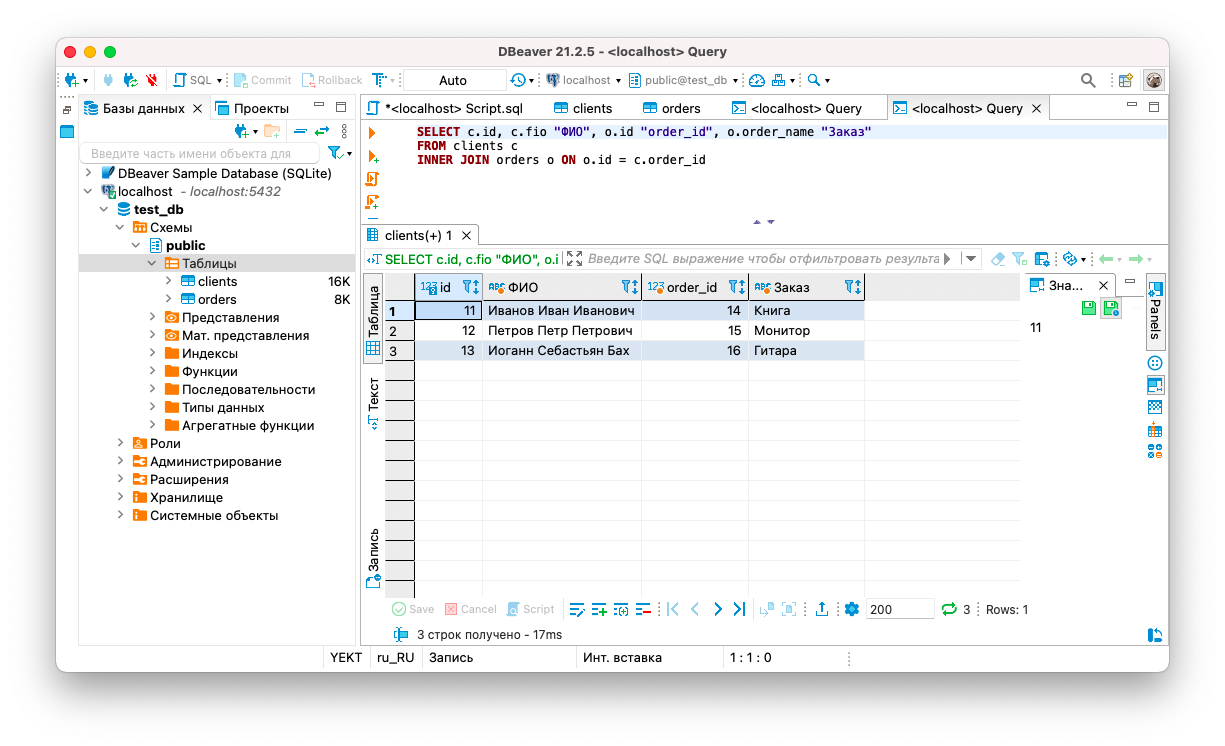 DBeaver 21.2.5 - <localhost> Query
SQL Commit Rollback Auto localhost public@test_db
Базы данных Проекты
*<localhost> Script.sql clients orders <localhost> Query <localhost> Query
Введите часть имени объекта для
DBeaver Sample Database (SQLite)
localhost - localhost:5432
test_db
Схемы
public
Таблицы
clients 16K
orders 8K
Представления
Мат. представления
Индексы
Функции
Последовательности
Типы данных
Агрегатные функции
Роли
Администрирование
Расширения
Хранилище
Системные объекты
SELECT c.id, c.fio "ФИО", o.id "order_id", o.order_name "Заказ"
FROM clients c
INNER JOIN orders o ON o.id = c.order_id
clients(+) 1
SELECT c.id, c.fio "ФИО", o.i Введите SQL выражение чтобы отфильтровать результа
Таблица
Текст
Запись
123 id ABC ФИО 123 order_id ABC Заказ
1 11 Иванов Иван Иванович 14 Книга
2 12 Петров Петр Петрович 15 Монитор
3 13 Иоганн Себастьян Бах 16 Гитара
Зна...
11
Panels
Save Cancel Script 200 3 Rows: 1
3 строк получено - 17ms
YEKT ru_RU Запись Инт. вставка 1 : 1 : 0